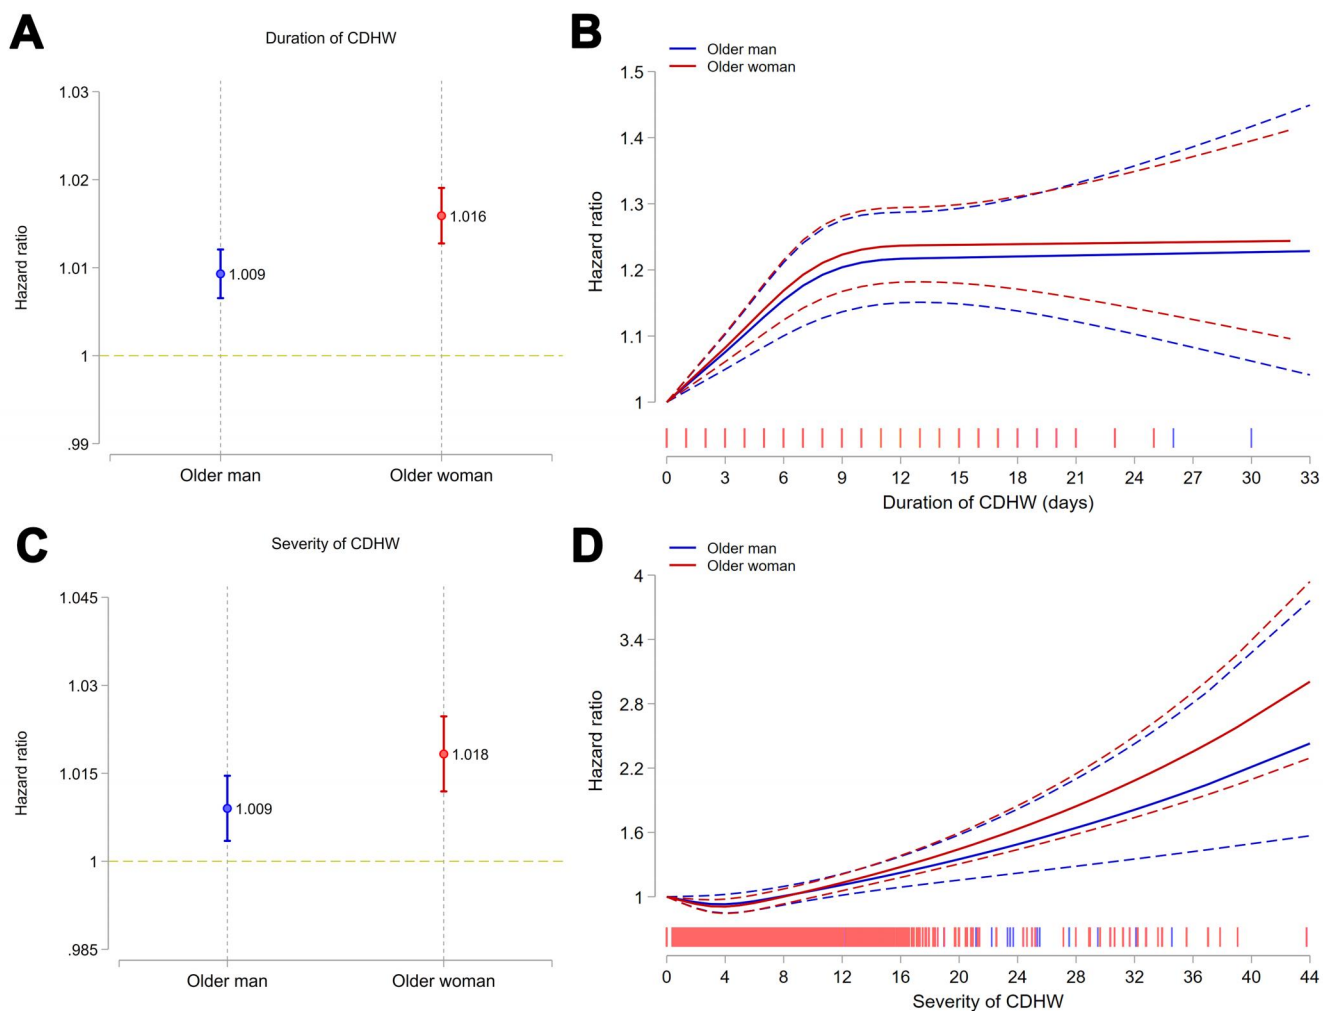 A
Duration of CDHW
Hazard ratio
1.03
1.02
1.01
1
.99
1.009
1.016
Older man
Older woman
B
Older man
Older woman
Hazard ratio
1.5
1.4
1.3
1.2
1.1
1
0 3 6 9 12 15 18 21 24 27 30 33
Duration of CDHW (days)
C
Severity of CDHW
Hazard ratio
1.045
1.03
1.015
1
.985
1.009
1.018
Older man
Older woman
D
Older man
Older woman
Hazard ratio
4
3.4
2.8
2.2
1.6
1
0 4 8 12 16 20 24 28 32 36 40 44
Severity of CDHW